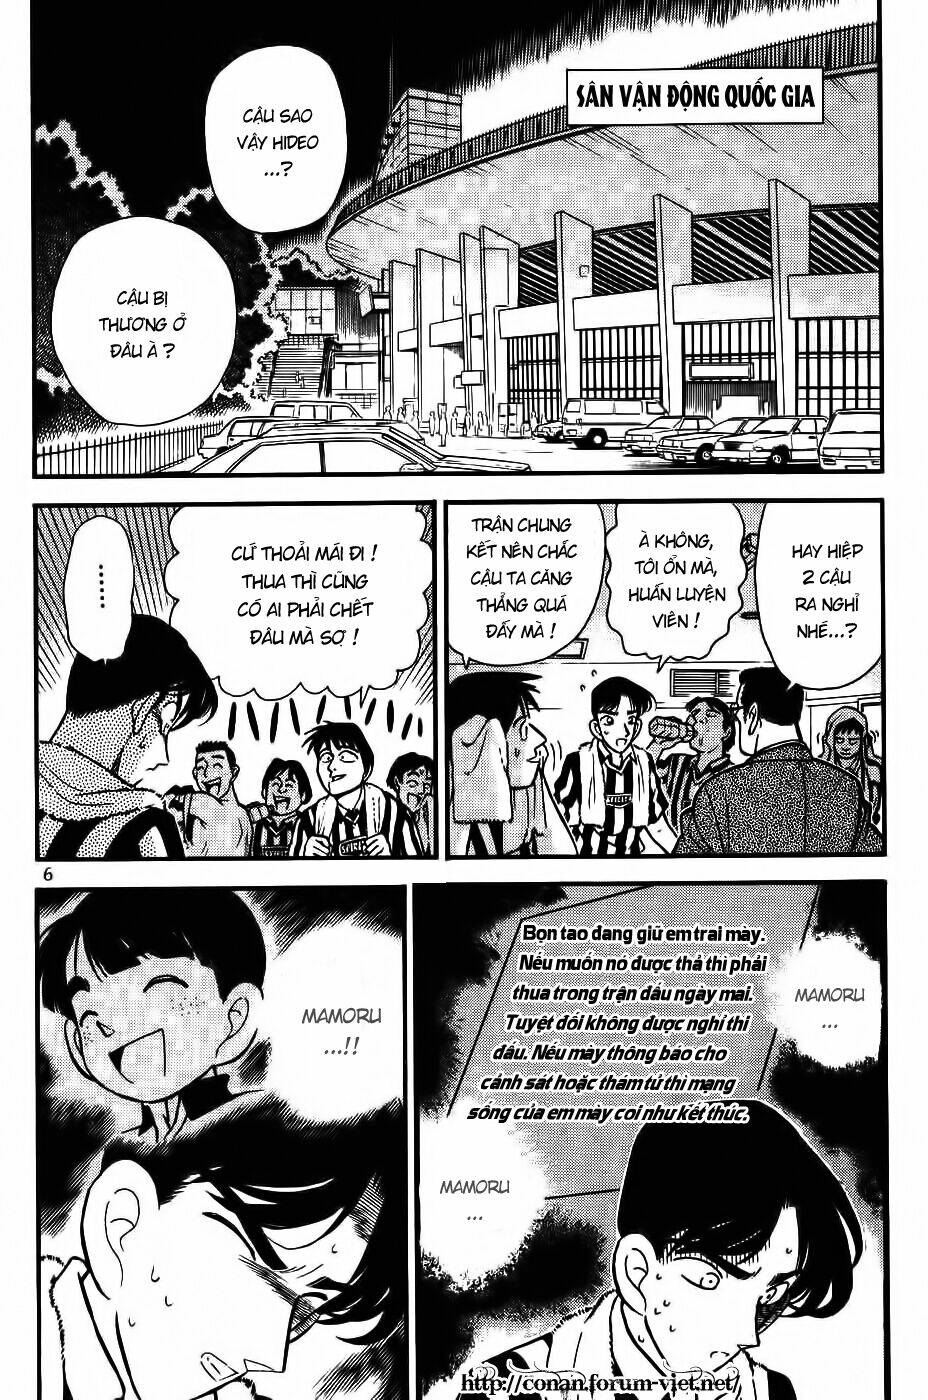 SÂN VẬN ĐỘNG QUỐC GIA
CẬU SAO
VẬY HIDEO
...?
CẬU BỊ
THƯƠNG Ở
ĐÂU À ?
HAY HIỆP
2 CẬU
RA NGHỈ
NHÉ...?
À KHÔNG,
TÔI ỔN MÀ,
HUẤN LUYỆN
VIÊN !
TRẬN CHUNG
KẾT NÊN CHẮC
CẬU TA CĂNG
THẲNG QUÁ
ĐẤY MÀ !
CỨ THOẢI MÁI ĐI !
THUA THÌ CŨNG
CÓ AI PHẢI CHẾT
ĐÂU MÀ SỢ !
......
6
MAMORU
...
Bọn tao đang giữ em trai mày.
Nếu muốn nó được thả thì phải
thua trong trận đấu ngày mai.
Tuyệt đối không được nghỉ thi
đấu. Nếu mày thông báo cho
cảnh sát hoặc thám tử thì mạng
sống của em mày coi như kết thúc.
MAMORU
...
MAMORU
...!!
http://conan.forum-viet.net/